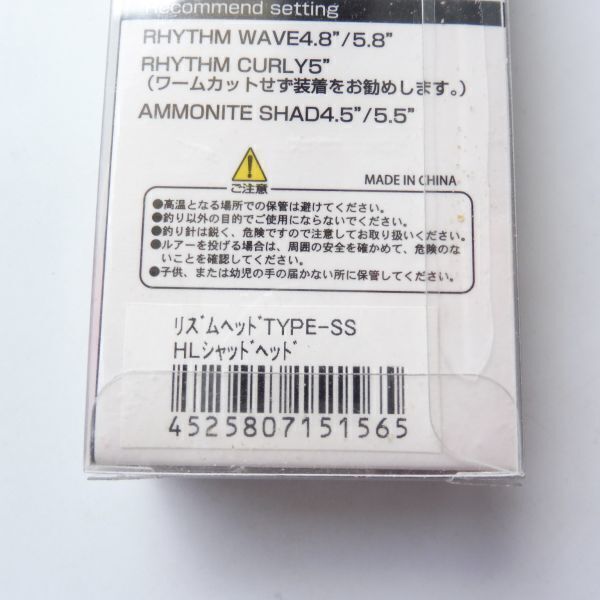 Recommend setting
RHYTHM WAVE4.8"/5.8"
RHYTHM CURLY5"
(ワームカットせず装着をお勧めします。)
AMMONITE SHAD4.5"/5.5"
ご注意
MADE IN CHINA
●高温となる場所での保管は避けてください。
●釣り以外の目的でご使用にならないでください。
●釣り針は鋭く、危険ですので注意してお取り扱いください。
●ルアーを投げる場合は、周囲の安全を確かめて、危険のな
いことを確認してください。
●子供、または幼児の手の届かない所に保管してください。
ﾘｽﾞﾑﾍｯﾄﾞTYPE-SS
HLｼｬｯﾄﾞﾍｯﾄﾞ
4525807151565